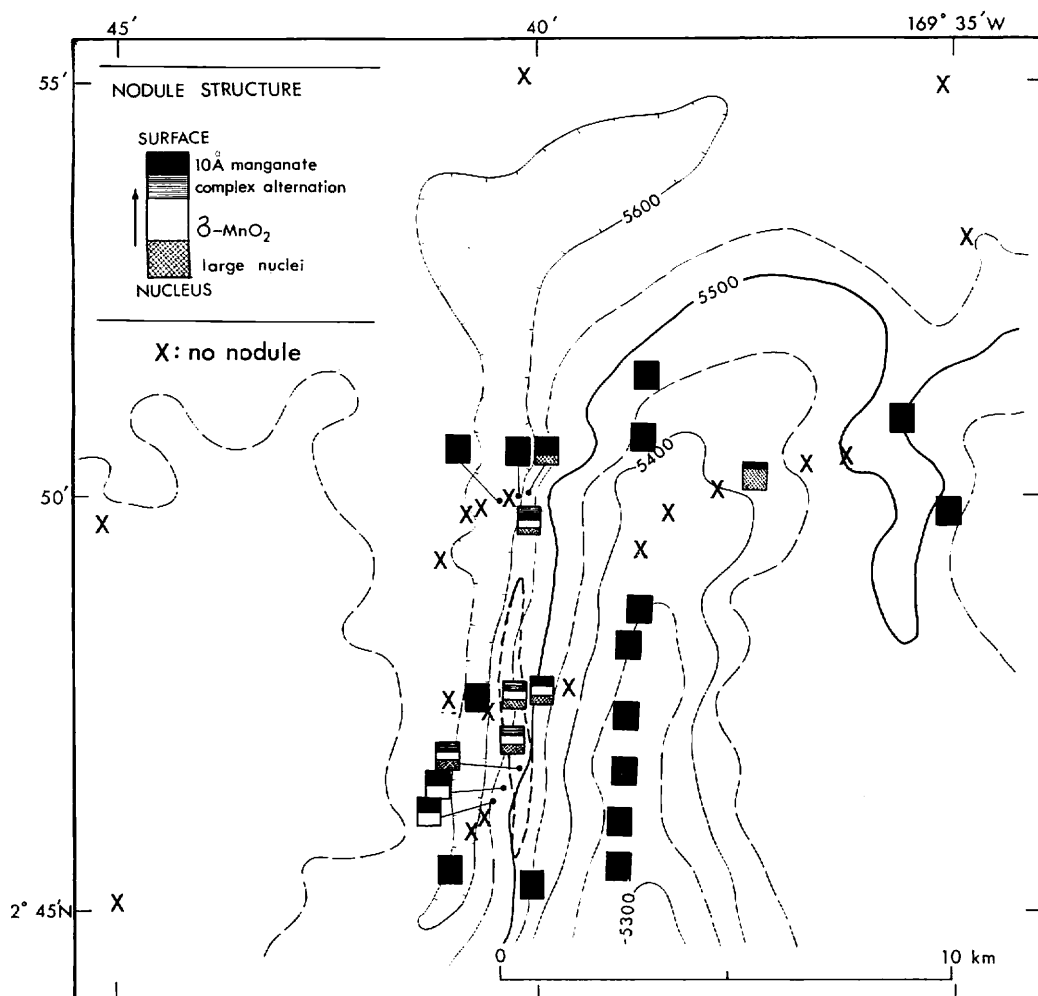 45′ 40′ 169° 35′W
55′
NODULE STRUCTURE
SURFACE
10Å manganate
complex alternation
δ-MnO₂
large nuclei
NUCLEUS
X: no nodule
5600
5500
5400
50′
2° 45′N
5300
0 10 km